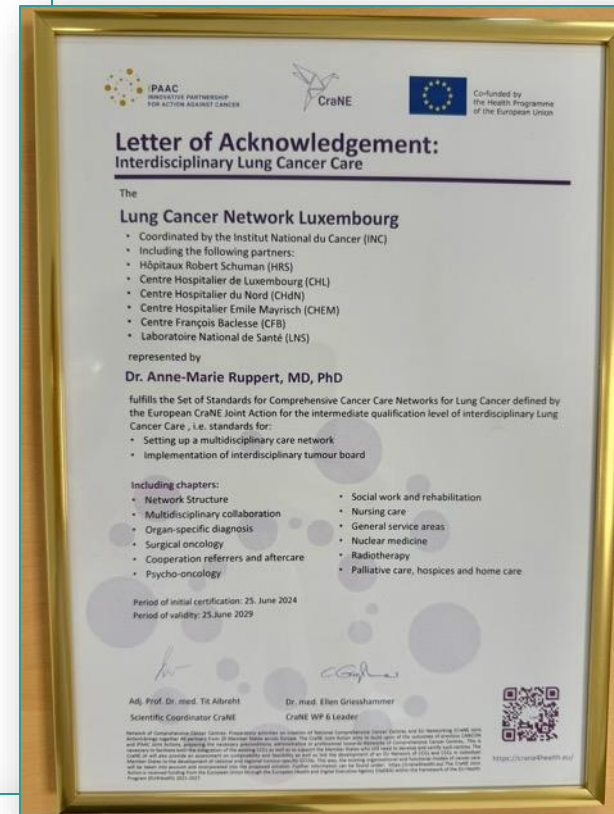 iPAAC
INNOVATIVE PARTNERSHIP
FOR ACTION AGAINST CANCER
CraNE
Co-funded by
the Health Programme
of the European Union
Letter of Acknowledgement:
Interdisciplinary Lung Cancer Care
The
Lung Cancer Network Luxembourg
• Coordinated by the Institut National du Cancer (INC)
• Including the following partners:
• Hôpitaux Robert Schuman (HRS)
• Centre Hospitalier de Luxembourg (CHL)
• Centre Hospitalier du Nord (CHdN)
• Centre Hospitalier Emile Mayrisch (CHEM)
• Centre François Baclesse (CFB)
• Laboratoire National de Santé (LNS)
represented by
Dr. Anne-Marie Ruppert, MD, PhD
fulfills the Set of Standards for Comprehensive Cancer Care Networks for Lung Cancer defined by
the European CraNE Joint Action for the intermediate qualification level of interdisciplinary Lung
Cancer Care , i.e. standards for:
• Setting up a multidisciplinary care network
• Implementation of interdisciplinary tumour board
Including chapters:
• Network Structure
• Multidisciplinary collaboration
• Organ-specific diagnosis
• Surgical oncology
• Cooperation referrers and aftercare
• Psycho-oncology
• Social work and rehabilitation
• Nursing care
• General service areas
• Nuclear medicine
• Radiotherapy
• Palliative care, hospices and home care
Period of initial certification: 25. June 2024
Period of validity: 25.June 2029
Adj. Prof. Dr. med. Tit Albreht
Scientific Coordinator CraNE
Dr. med. Ellen Griesshammer
CraNE WP 6 Leader
https://crane4health.eu/